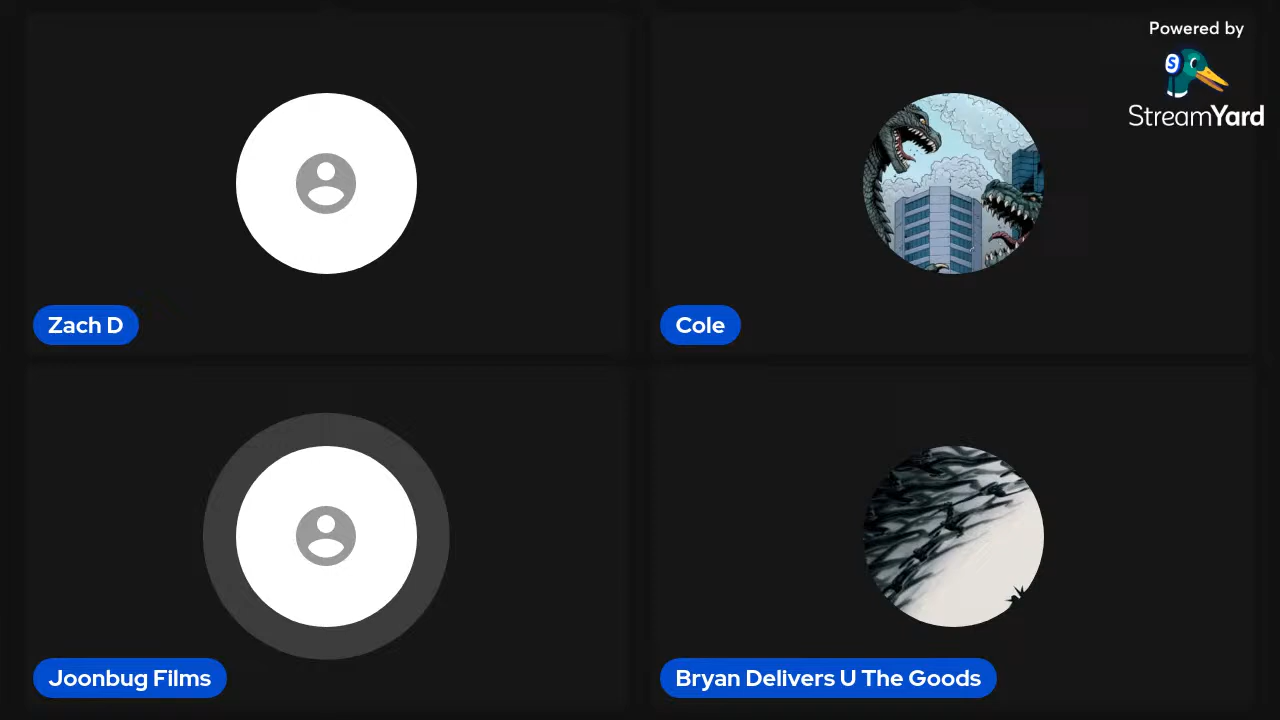 Powered by
StreamYard
Zach D
Cole
Joonbug Films
Bryan Delivers U The Goods